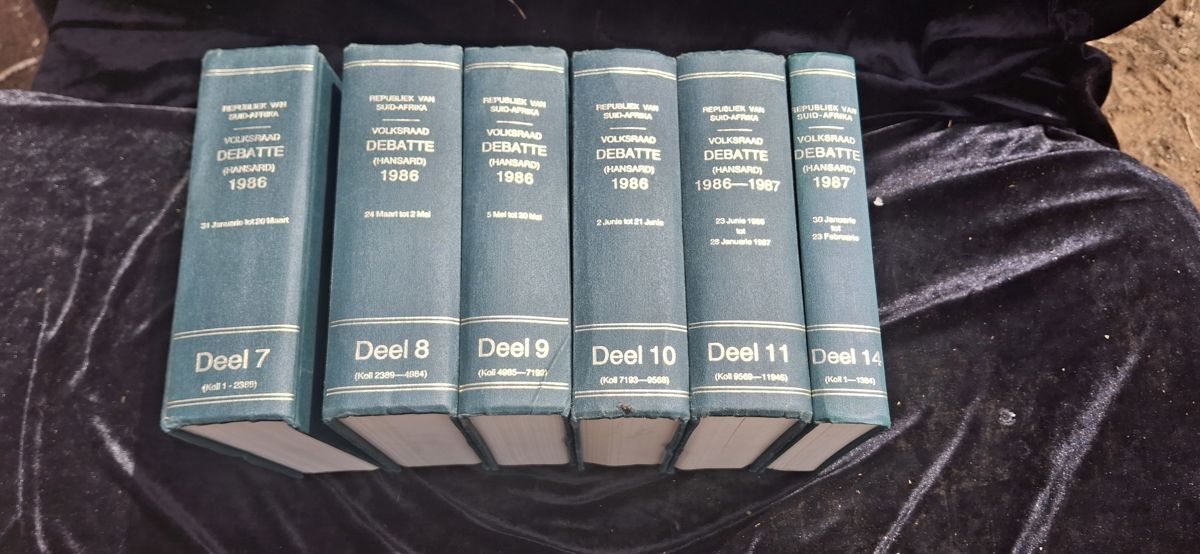 REPUBLIEK VAN
SUID-AFRIKA
VOLKSRAAD
DEBATTE
(HANSARD)
1986
31 Januarie tot 20 Maart
Deel 7
(Koll 1 - 2388)
REPUBLIEK VAN
SUID-AFRIKA
VOLKSRAAD
DEBATTE
(HANSARD)
1986
24 Maart tot 2 Mei
Deel 8
(Koll 2389—4984)
REPUBLIEK VAN
SUID-AFRIKA
VOLKSRAAD
DEBATTE
(HANSARD)
1986
5 Mei tot 30 Mei
Deel 9
(Koll 4985—7192)
REPUBLIEK VAN
SUID-AFRIKA
VOLKSRAAD
DEBATTE
(HANSARD)
1986
2 Junie tot 21 Junie
Deel 10
(Koll 7193—9568)
REPUBLIEK VAN
SUID-AFRIKA
VOLKSRAAD
DEBATTE
(HANSARD)
1986—1987
23 Junie 1986
tot
28 Januarie 1987
Deel 11
(Koll 9569—11946)
REPUBLIEK VAN
SUID-AFRIKA
VOLKSRAAD
DEBATTE
(HANSARD)
1987
30 Januarie
tot
23 Februarie
Deel 14
(Koll 1—1384)